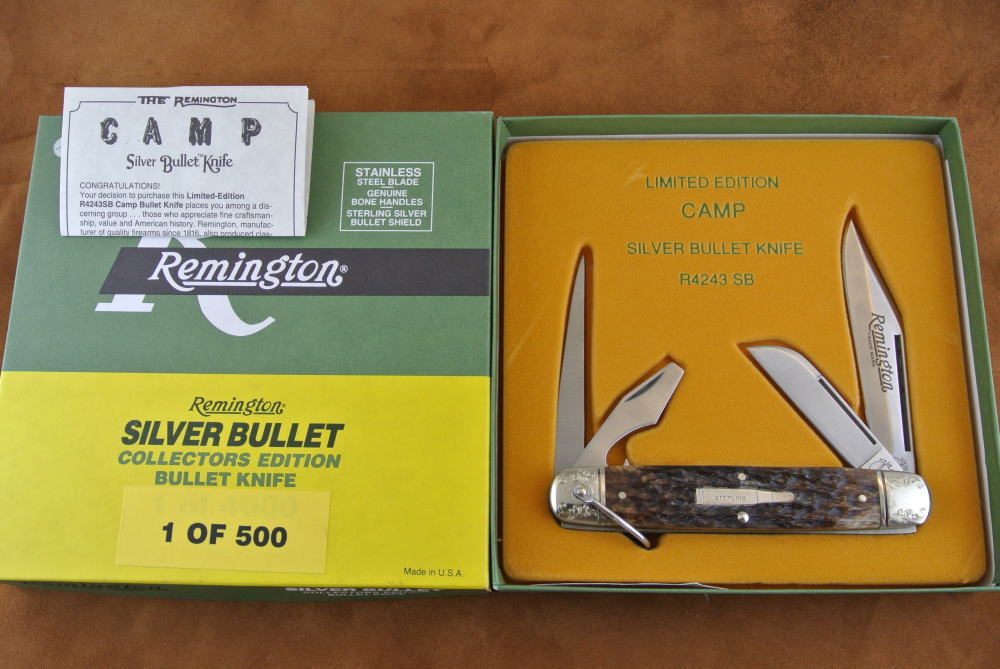 THE REMINGTON
CAMP
Silver Bullet™ Knife
CONGRATULATIONS!
Your decision to purchase this Limited-Edition
R4243SB Camp Bullet Knife places you among a dis-
cerning group . . . those who appreciate fine craftsman-
ship, value and American history. Remington, manufac-
turer of quality firearms since 1816, also produced clas-
STAINLESS
STEEL BLADE
GENUINE
BONE HANDLES
STERLING SILVER
BULLET SHIELD
R
Remington®
Remington®
SILVER BULLET
COLLECTORS EDITION
BULLET KNIFE
1 OF 500
Made in U.S.A.
SILVER BULLET
LIMITED EDITION
CAMP
SILVER BULLET KNIFE
R4243 SB
Remington
TRADE MARK
STERLING